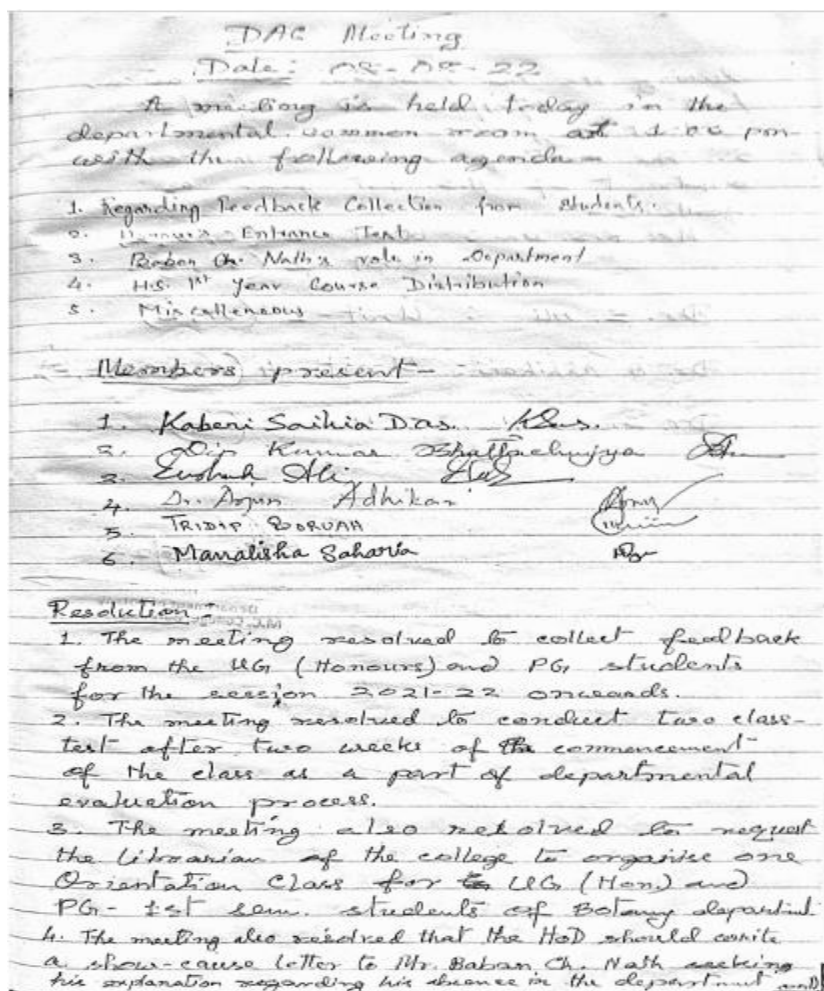 DAC Meeting
Date: 08-08-22
A meeting is held today in the
departmental common room at 1.00 pm
with the following agenda -
1. Regarding Feedback Collection from Students.
2. Entrance Test
3. Baban Ch. Nath's role in Department
4. H.S. 1st Year Course Distribution
5. Miscellaneous
Members present -
1. Kaberi Saikia Das.
2. Dip Kumar Bhattacharjya
3. Ali
4. Dr. Arjun Adhikari
5. TRIDIP BORUAH
6. Manalisha Saharia
Resolution :
1. The meeting resolved to collect feedback
from the UG (Honours) and PG students
for the session 2021-22 onwards.
2. The meeting resolved to conduct two class-
test after two weeks of the commencement
of the class as a part of departmental
evaluation process.
3. The meeting also resolved to request
the Librarian of the college to organise one
Orientation Class for UG (Hon.) and
PG- 1st sem. students of Botany department
4. The meeting also resolved that the HoD should write
a show-cause letter to Mr. Baban Ch. Nath seeking
his explanation regarding his absence in the department